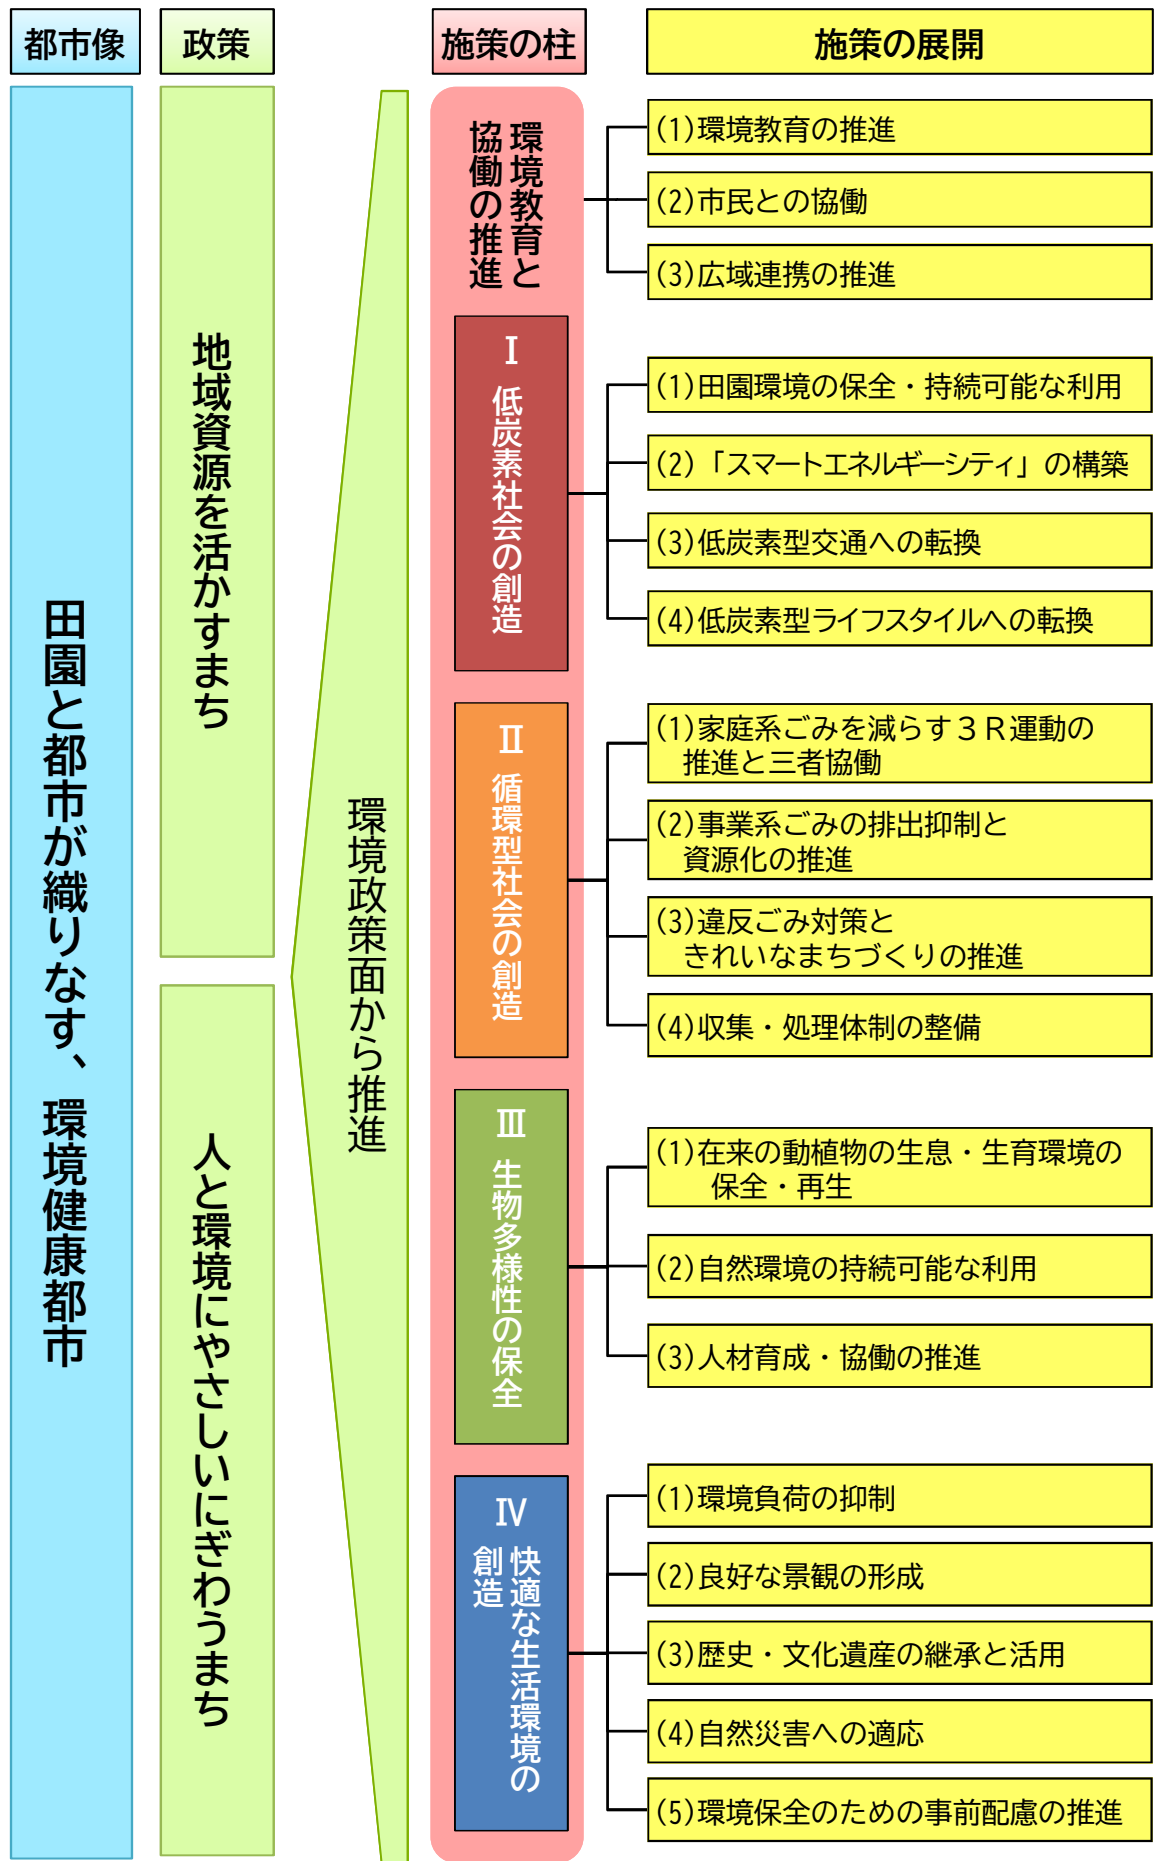 都市像
政策
施策の柱
施策の展開
田園と都市が織りなす、環境健康都市
地域資源を活かすまち
人と環境にやさしいにぎわうまち
環境政策面から推進
環境教育と
協働の推進
(1)環境教育の推進
(2)市民との協働
(3)広域連携の推進
Ⅰ 低炭素社会の創造
(1)田園環境の保全・持続可能な利用
(2)「スマートエネルギーシティ」の構築
(3)低炭素型交通への転換
(4)低炭素型ライフスタイルへの転換
Ⅱ 循環型社会の創造
(1)家庭系ごみを減らす３Ｒ運動の
推進と三者協働
(2)事業系ごみの排出抑制と
資源化の推進
(3)違反ごみ対策と
きれいなまちづくりの推進
(4)収集・処理体制の整備
Ⅲ 生物多様性の保全
(1)在来の動植物の生息・生育環境の
保全・再生
(2)自然環境の持続可能な利用
(3)人材育成・協働の推進
Ⅳ 快適な生活環境の
創造
(1)環境負荷の抑制
(2)良好な景観の形成
(3)歴史・文化遺産の継承と活用
(4)自然災害への適応
(5)環境保全のための事前配慮の推進